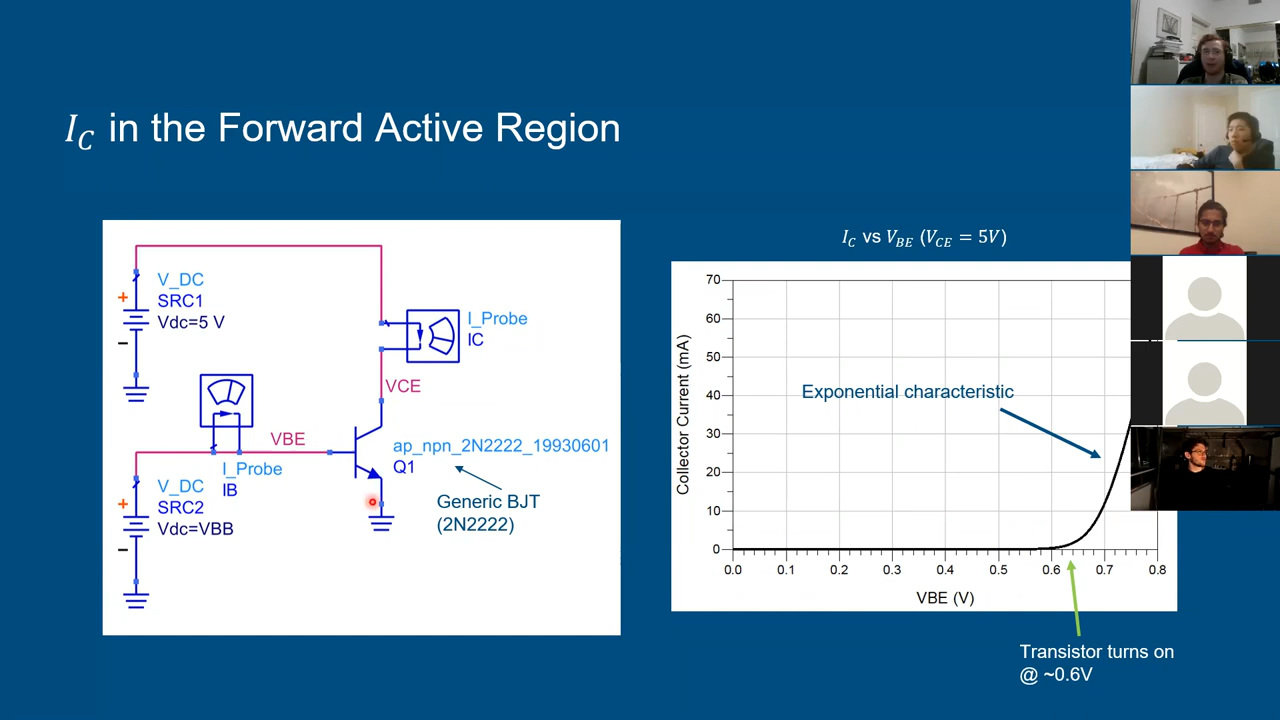 I_C in the Forward Active Region
V_DC
SRC1
Vdc=5 V
+
−
I_Probe
IC
VCE
VBE
I_Probe
IB
V_DC
SRC2
Vdc=VBB
+
−
ap_npn_2N2222_19930601
Q1
Generic BJT
(2N2222)
I_C vs V_BE (V_CE = 5V)
Collector Current (mA)
70
60
50
40
30
20
10
0
Exponential characteristic
0.0 0.1 0.2 0.3 0.4 0.5 0.6 0.7 0.8
VBE (V)
Transistor turns on
@ ~0.6V